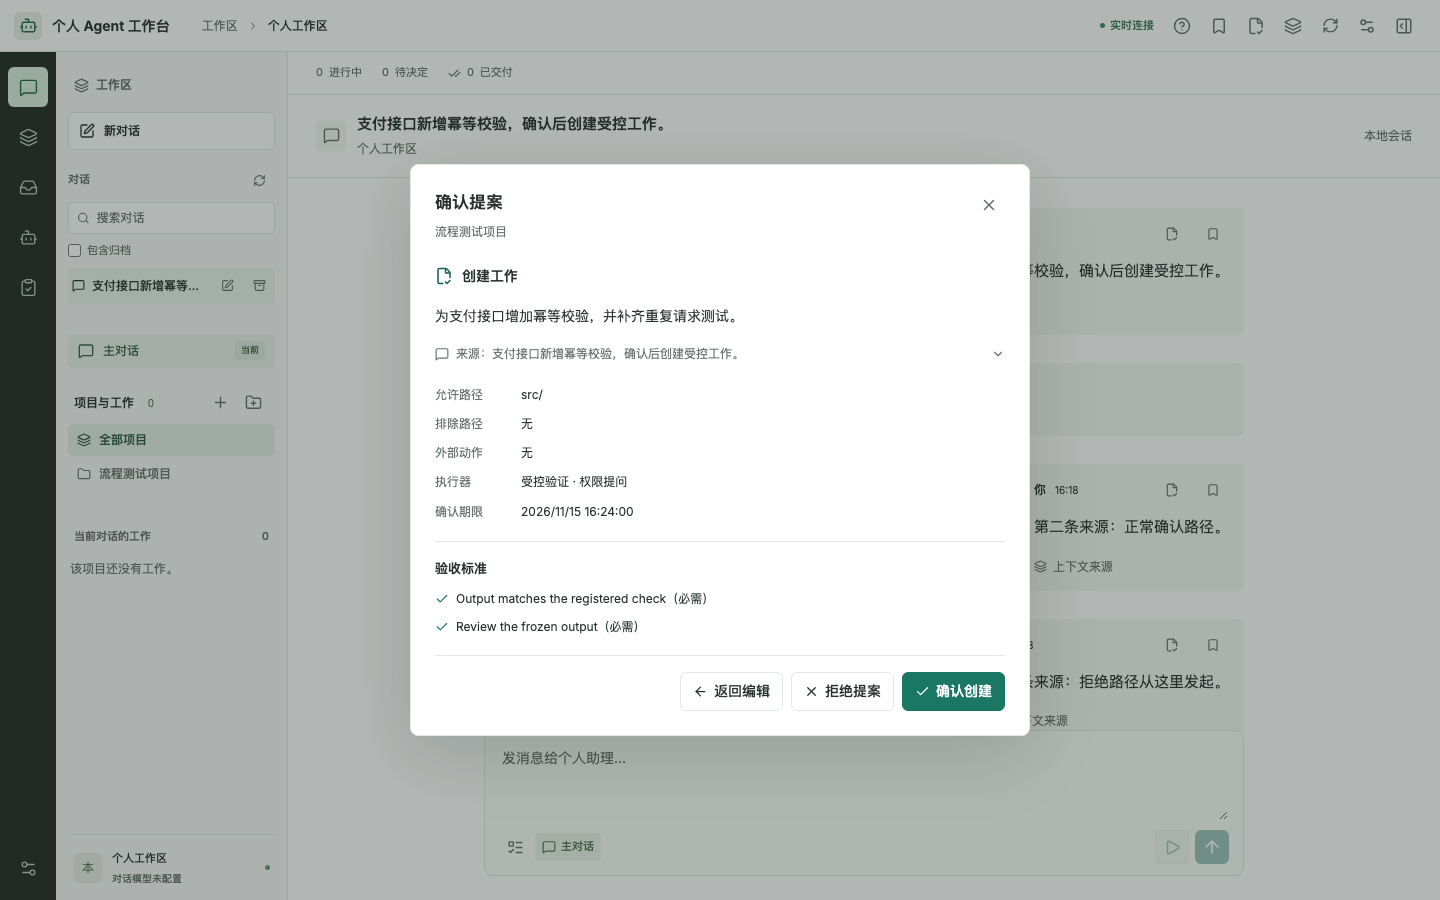 个人 Agent 工作台
工作区
个人工作区
实时连接
工作区
新对话
对话
搜索对话
包含归档
支付接口新增幂等...
主对话
当前
项目与工作 0
全部项目
流程测试项目
当前对话的工作 0
该项目还没有工作。
本
个人工作区
对话模型未配置
0 进行中
0 待决定
0 已交付
支付接口新增幂等校验，确认后创建受控工作。
个人工作区
本地会话
校验，确认后创建受控工作。
你 16:18
第二条来源：正常确认路径。
上下文来源
来源：拒绝路径从这里发起。
文来源
发消息给个人助理...
主对话
确认提案
流程测试项目
创建工作
为支付接口增加幂等校验，并补齐重复请求测试。
来源：支付接口新增幂等校验，确认后创建受控工作。
允许路径 src/
排除路径 无
外部动作 无
执行器 受控验证 · 权限提问
确认期限 2026/11/15 16:24:00
验收标准
Output matches the registered check（必需）
Review the frozen output（必需）
返回编辑
拒绝提案
确认创建